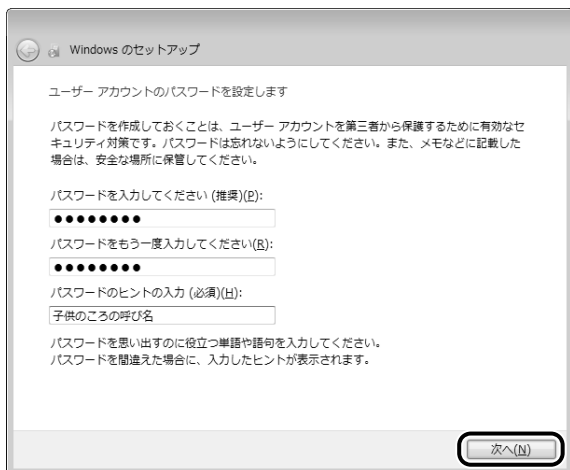 Windows のセットアップ
ユーザー アカウントのパスワードを設定します
パスワードを作成しておくことは、ユーザー アカウントを第三者から保護するために有効なセ
キュリティ対策です。パスワードは忘れないようにしてください。また、メモなどに記載した
場合は、安全な場所に保管してください。
パスワードを入力してください (推奨)(P):
●●●●●●●●
パスワードをもう一度入力してください(R):
●●●●●●●●
パスワードのヒントの入力 (必須)(H):
子供のころの呼び名
パスワードを思い出すのに役立つ単語や語句を入力してください。
パスワードを間違えた場合に、入力したヒントが表示されます。
次へ(N)